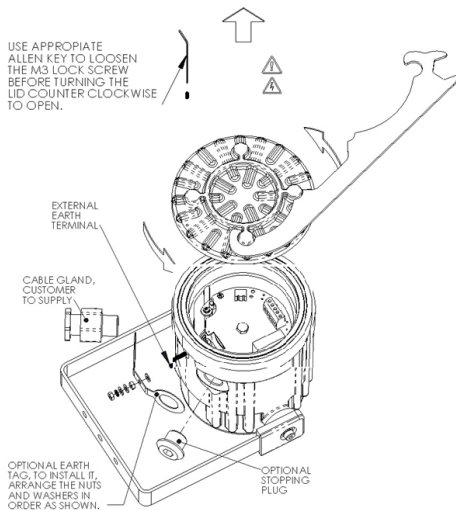 USE APPROPIATE
ALLEN KEY TO LOOSEN
THE M3 LOCK SCREW
BEFORE TURNING THE
LID COUNTER CLOCKWISE
TO OPEN.
EXTERNAL
EARTH
TERMINAL
CABLE GLAND,
CUSTOMER
TO SUPPLY
OPTIONAL EARTH
TAG, TO INSTALL IT,
ARRANGE THE NUTS
AND WASHERS IN
ORDER AS SHOWN.
OPTIONAL
STOPPING
PLUG